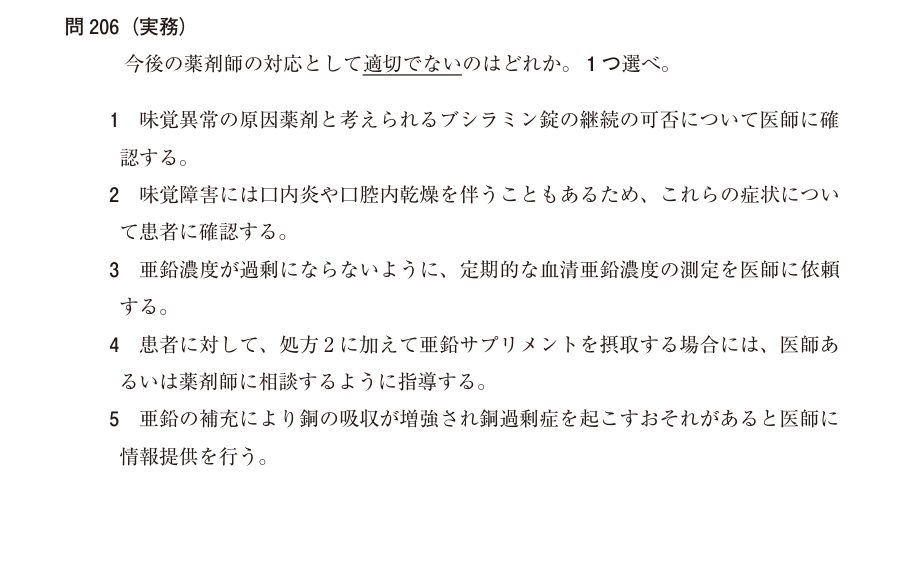 問 206（実務）
今後の薬剤師の対応として適切でないのはどれか。１つ選べ。
1　味覚異常の原因薬剤と考えられるブシラミン錠の継続の可否について医師に確
認する。
2　味覚障害には口内炎や口腔内乾燥を伴うこともあるため、これらの症状につい
て患者に確認する。
3　亜鉛濃度が過剰にならないように、定期的な血清亜鉛濃度の測定を医師に依頼
する。
4　患者に対して、処方２に加えて亜鉛サプリメントを摂取する場合には、医師あ
るいは薬剤師に相談するように指導する。
5　亜鉛の補充により銅の吸収が増強され銅過剰症を起こすおそれがあると医師に
情報提供を行う。